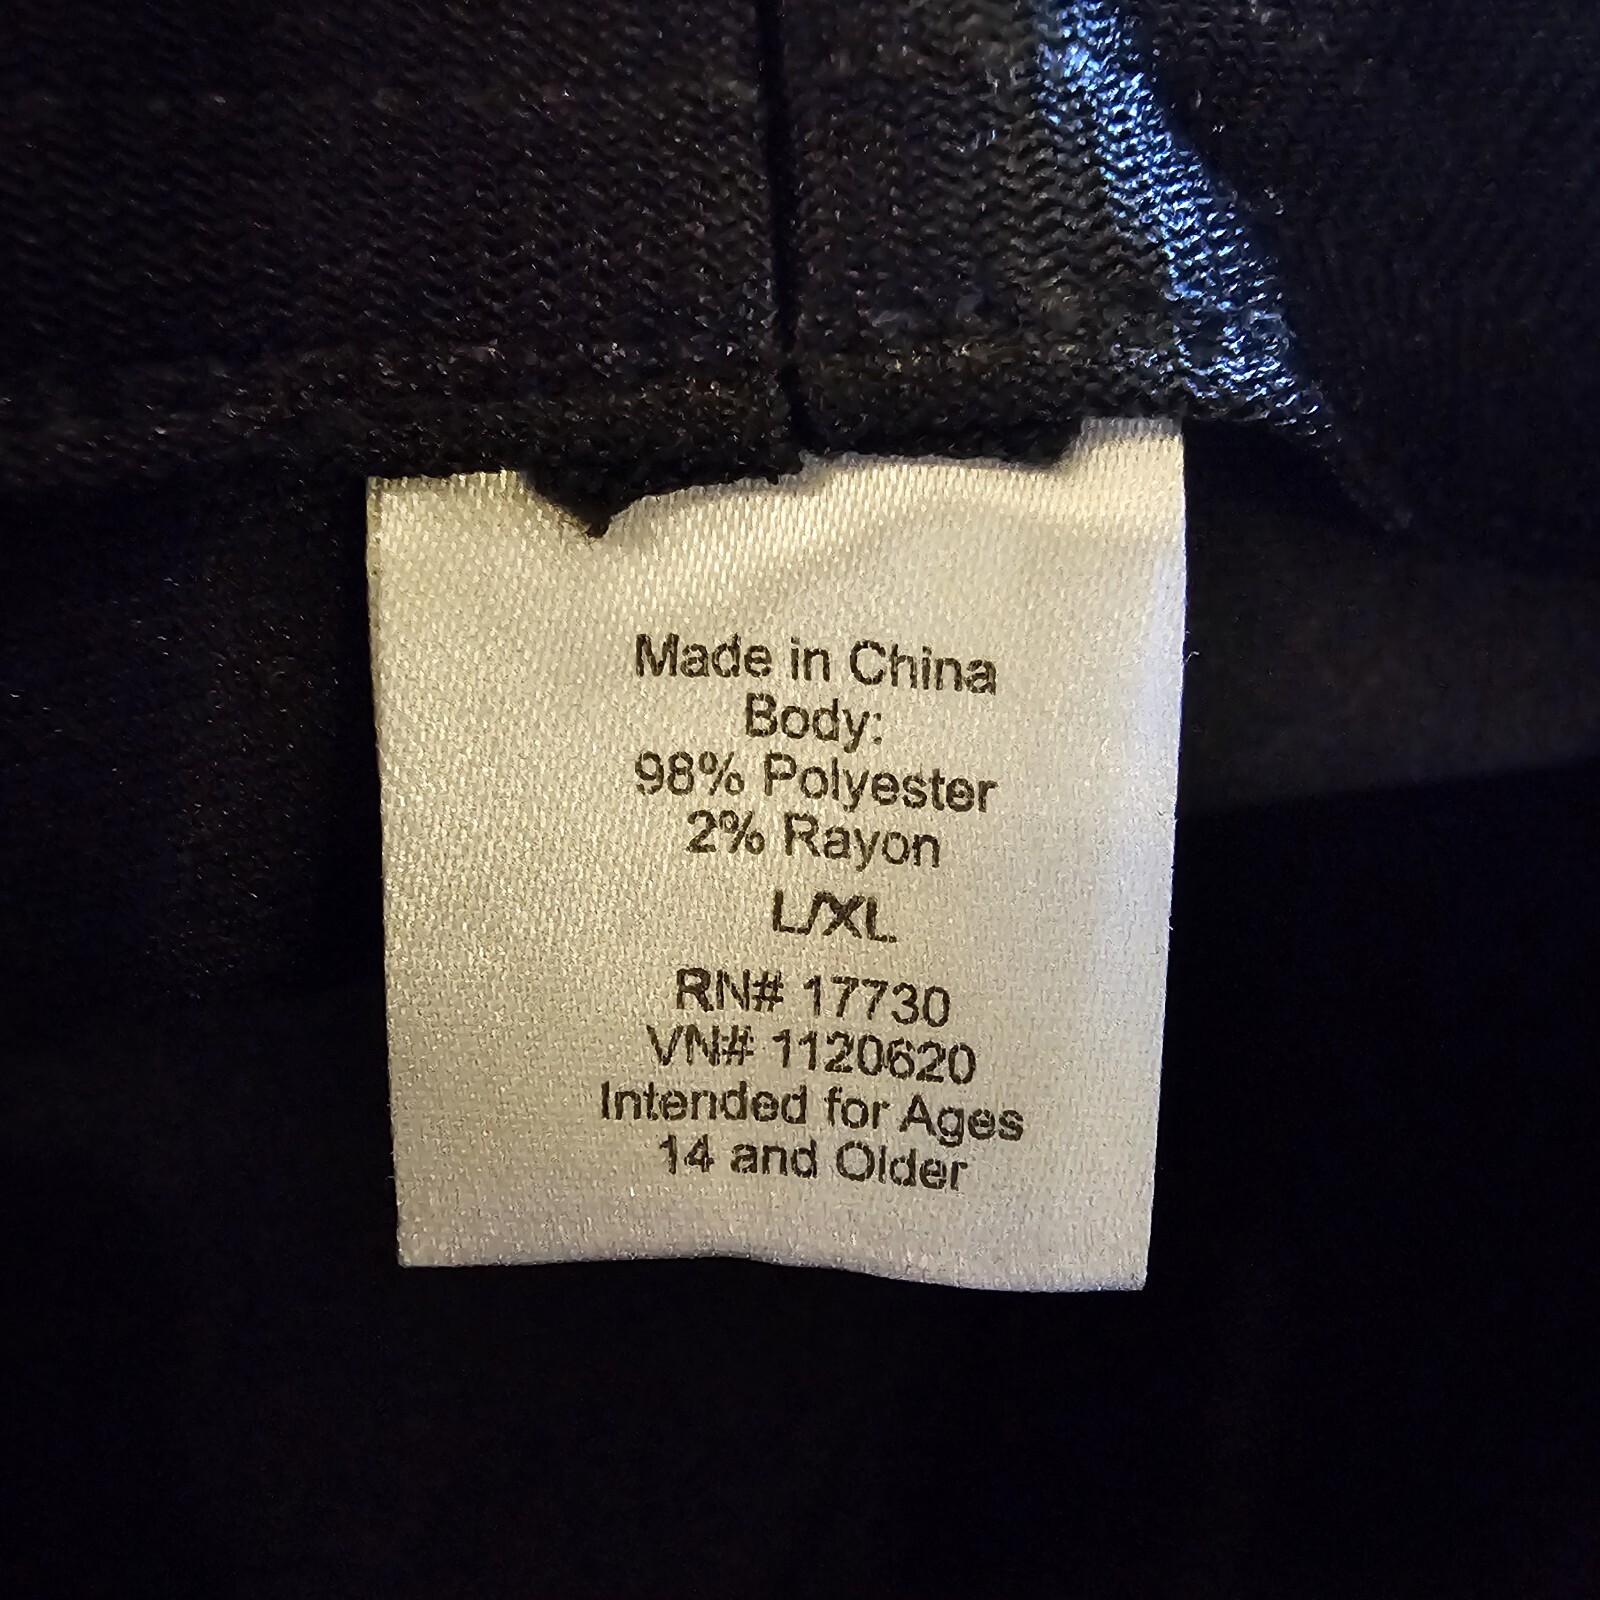 Made in China
Body:
98% Polyester
2% Rayon
L/XL
RN# 17730
VN# 1120620
Intended for Ages
14 and Older